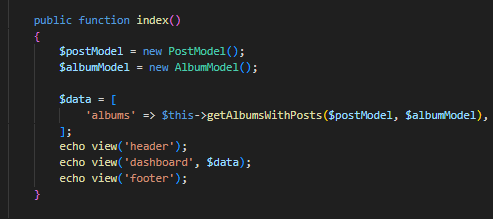 public function index()
{
$postModel = new PostModel();
$albumModel = new AlbumModel();
$data = [
'albums' => $this->getAlbumsWithPosts($postModel, $albumModel),
];
echo view('header');
echo view('dashboard', $data);
echo view('footer');
}